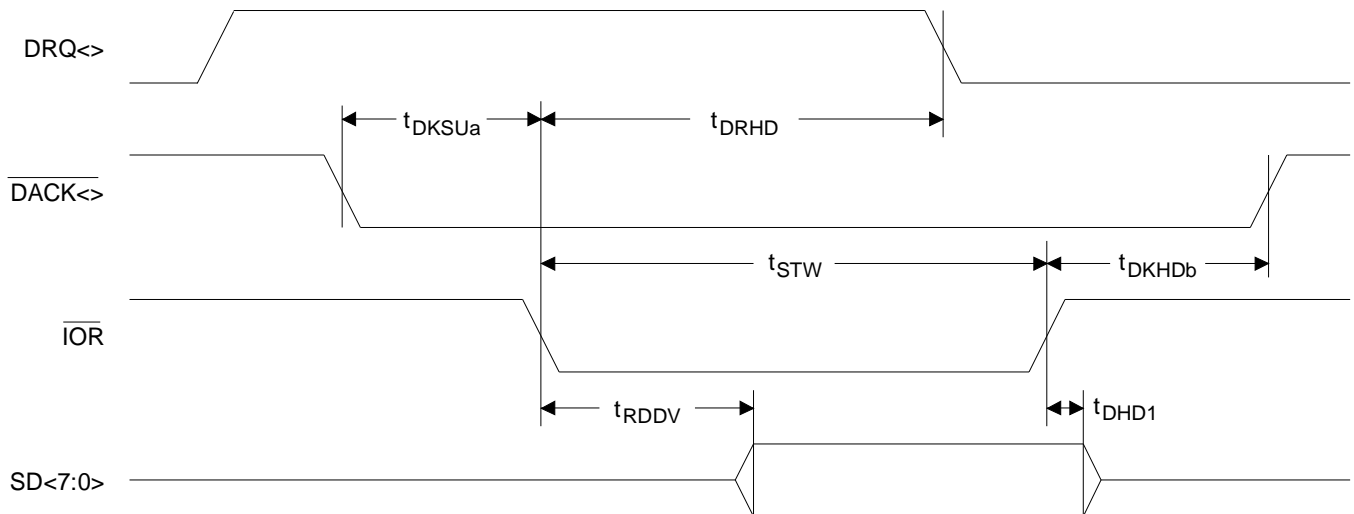 DRQ<>
tDKSUa
tDRHD
DACK<>
tSTW
tDKHDb
IOR
tRDDV
tDHD1
SD<7:0>